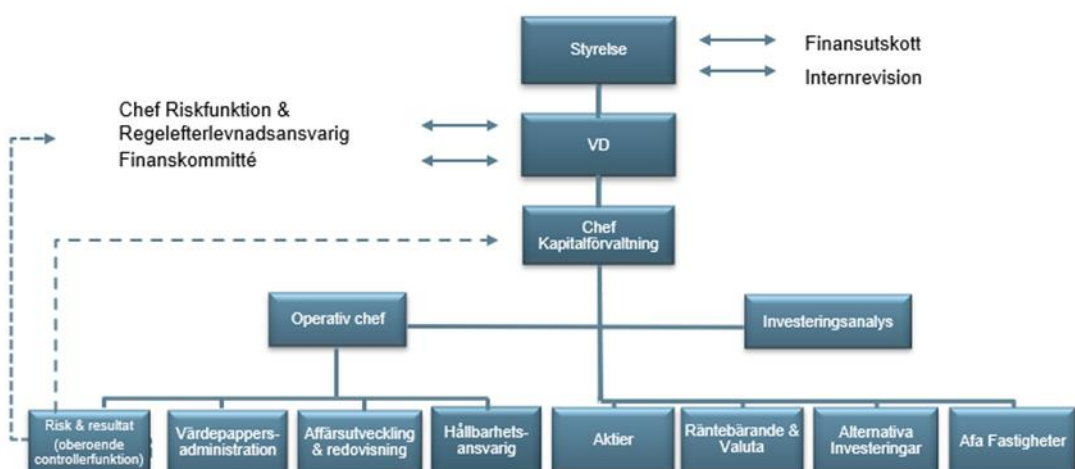 Styrelse
Finansutskott
Internrevision
Chef Riskfunktion &
Regelefterlevnadsansvarig
Finanskommitté
VD
Chef
Kapitalförvaltning
Operativ chef
Investeringsanalys
Risk & resultat
(oberoende
controllerfunktion)
Värdepappers-
administration
Affärsutveckling
& redovisning
Hållbarhets-
ansvarig
Aktier
Räntebärande &
Valuta
Alternativa
Investeringar
Afa Fastigheter